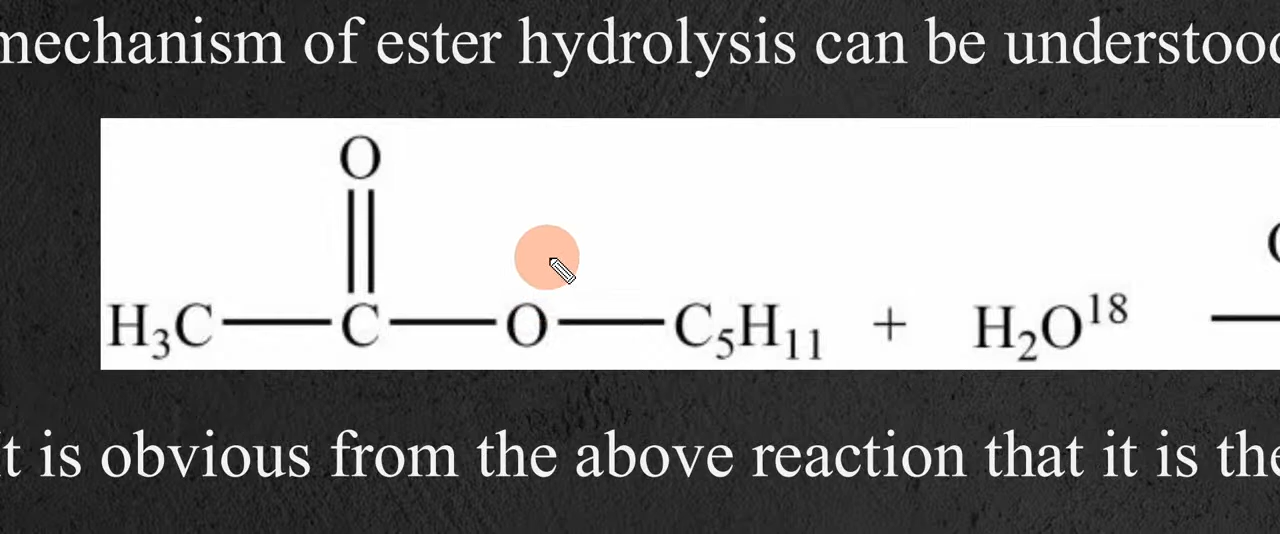 mechanism of ester hydrolysis can be understood
O
H₃C—C—O—C₅H₁₁ + H₂O¹⁸
It is obvious from the above reaction that it is the